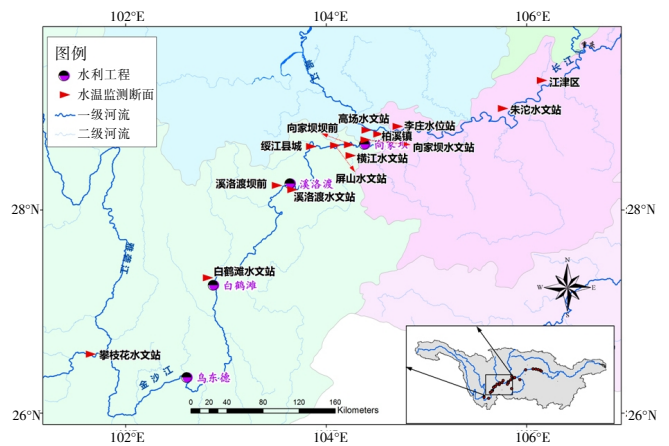 102°E 104°E 106°E
图例
水利工程
水温监测断面
一级河流
二级河流
岷江
长江
江津区
朱沱水文站
高场水文站
李庄水位站
向家坝坝前
柏溪镇
绥江县城
向家坝
向家坝水文站
横江水文站
屏山水文站
溪洛渡坝前
溪洛渡
溪洛渡水文站
28°N 28°N
雅砻江
白鹤滩水文站
白鹤滩
N
W E
S
攀枝花水文站
金沙江
乌东德
0 20 40 80 120 160
Kilometers
26°N 26°N
102°E 104°E 106°E